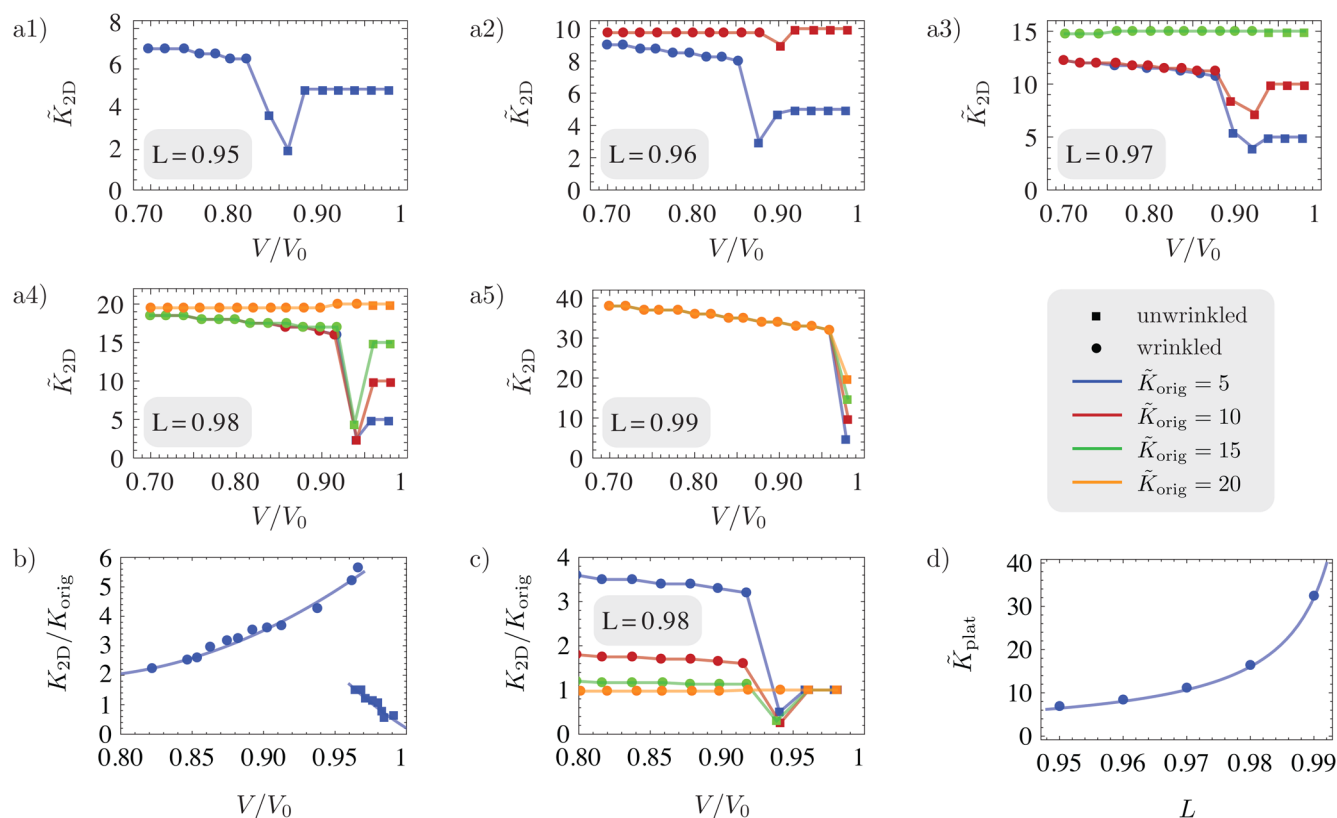 a1)
8
6
4
2
0
K̃2D
L = 0.95
0.70 0.80 0.90 1
V/V0
a2)
10
8
6
4
2
0
K̃2D
L = 0.96
0.70 0.80 0.90 1
V/V0
a3)
15
10
5
0
K̃2D
L = 0.97
0.70 0.80 0.90 1
V/V0
a4)
20
15
10
5
0
K̃2D
L = 0.98
0.70 0.80 0.90 1
V/V0
a5)
40
30
20
10
0
K̃2D
L = 0.99
0.70 0.80 0.90 1
V/V0
unwrinkled
wrinkled
K̃orig = 5
K̃orig = 10
K̃orig = 15
K̃orig = 20
b)
6
5
4
3
2
1
0
K2D/Korig
0.80 0.85 0.90 0.95 1
V/V0
c)
4
3
2
1
0
K2D/Korig
L = 0.98
0.80 0.85 0.90 0.95 1
V/V0
d)
40
30
20
10
0
K̃plat
0.95 0.96 0.97 0.98 0.99
L